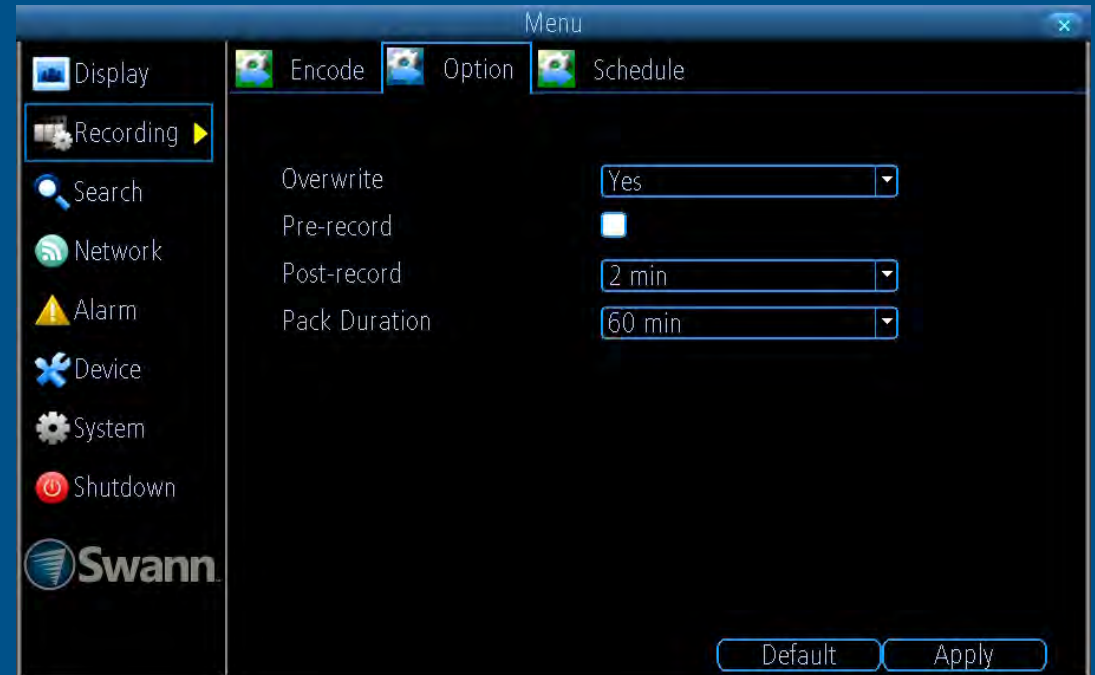 Menu
Display
Recording
Search
Network
Alarm
Device
System
Shutdown
Swann
Encode Option Schedule
Overwrite Yes
Pre-record
Post-record 2 min
Pack Duration 60 min
Default Apply